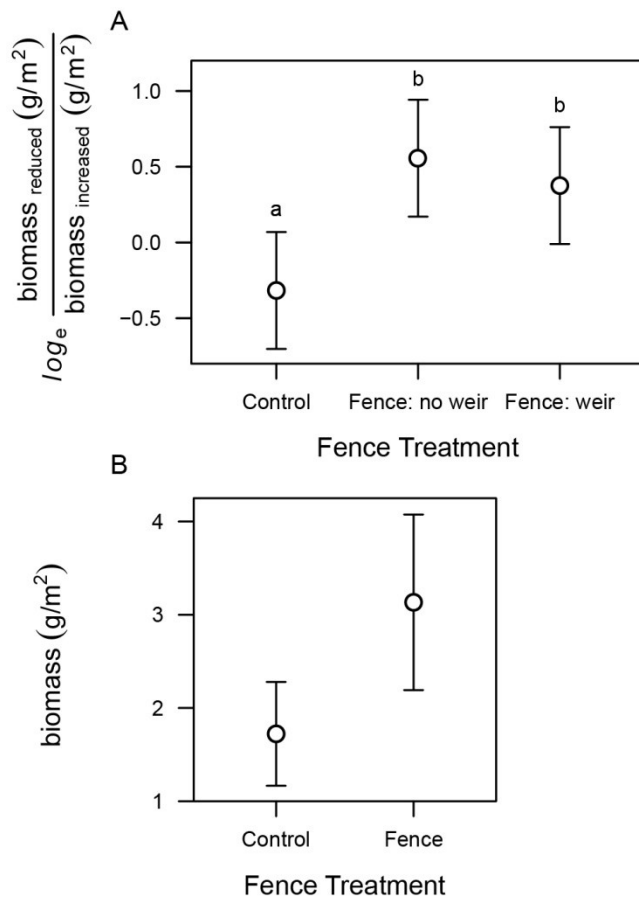 A
log e biomass reduced (g/m²)
biomass increased (g/m²)
1.0
0.5
0.0
−0.5
a
b
b
Control Fence: no weir Fence: weir
Fence Treatment
B
biomass (g/m²)
4
3
2
1
Control Fence
Fence Treatment